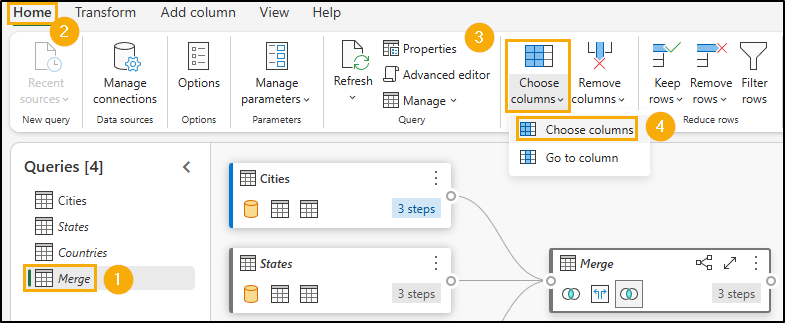 Home Transform Add column View Help
2
3
Recent
sources
Manage
connections
Options
Manage
parameters
Refresh
Properties
Advanced editor
Manage
Choose
columns
Remove
columns
Keep
rows
Remove
rows
Filter
rows
New query
Data sources
Options
Parameters
Query
Reduce rows
Choose columns
4
Go to column
Queries [4]
Cities
States
Countries
Merge
1
Cities
3 steps
States
3 steps
Merge
3 steps